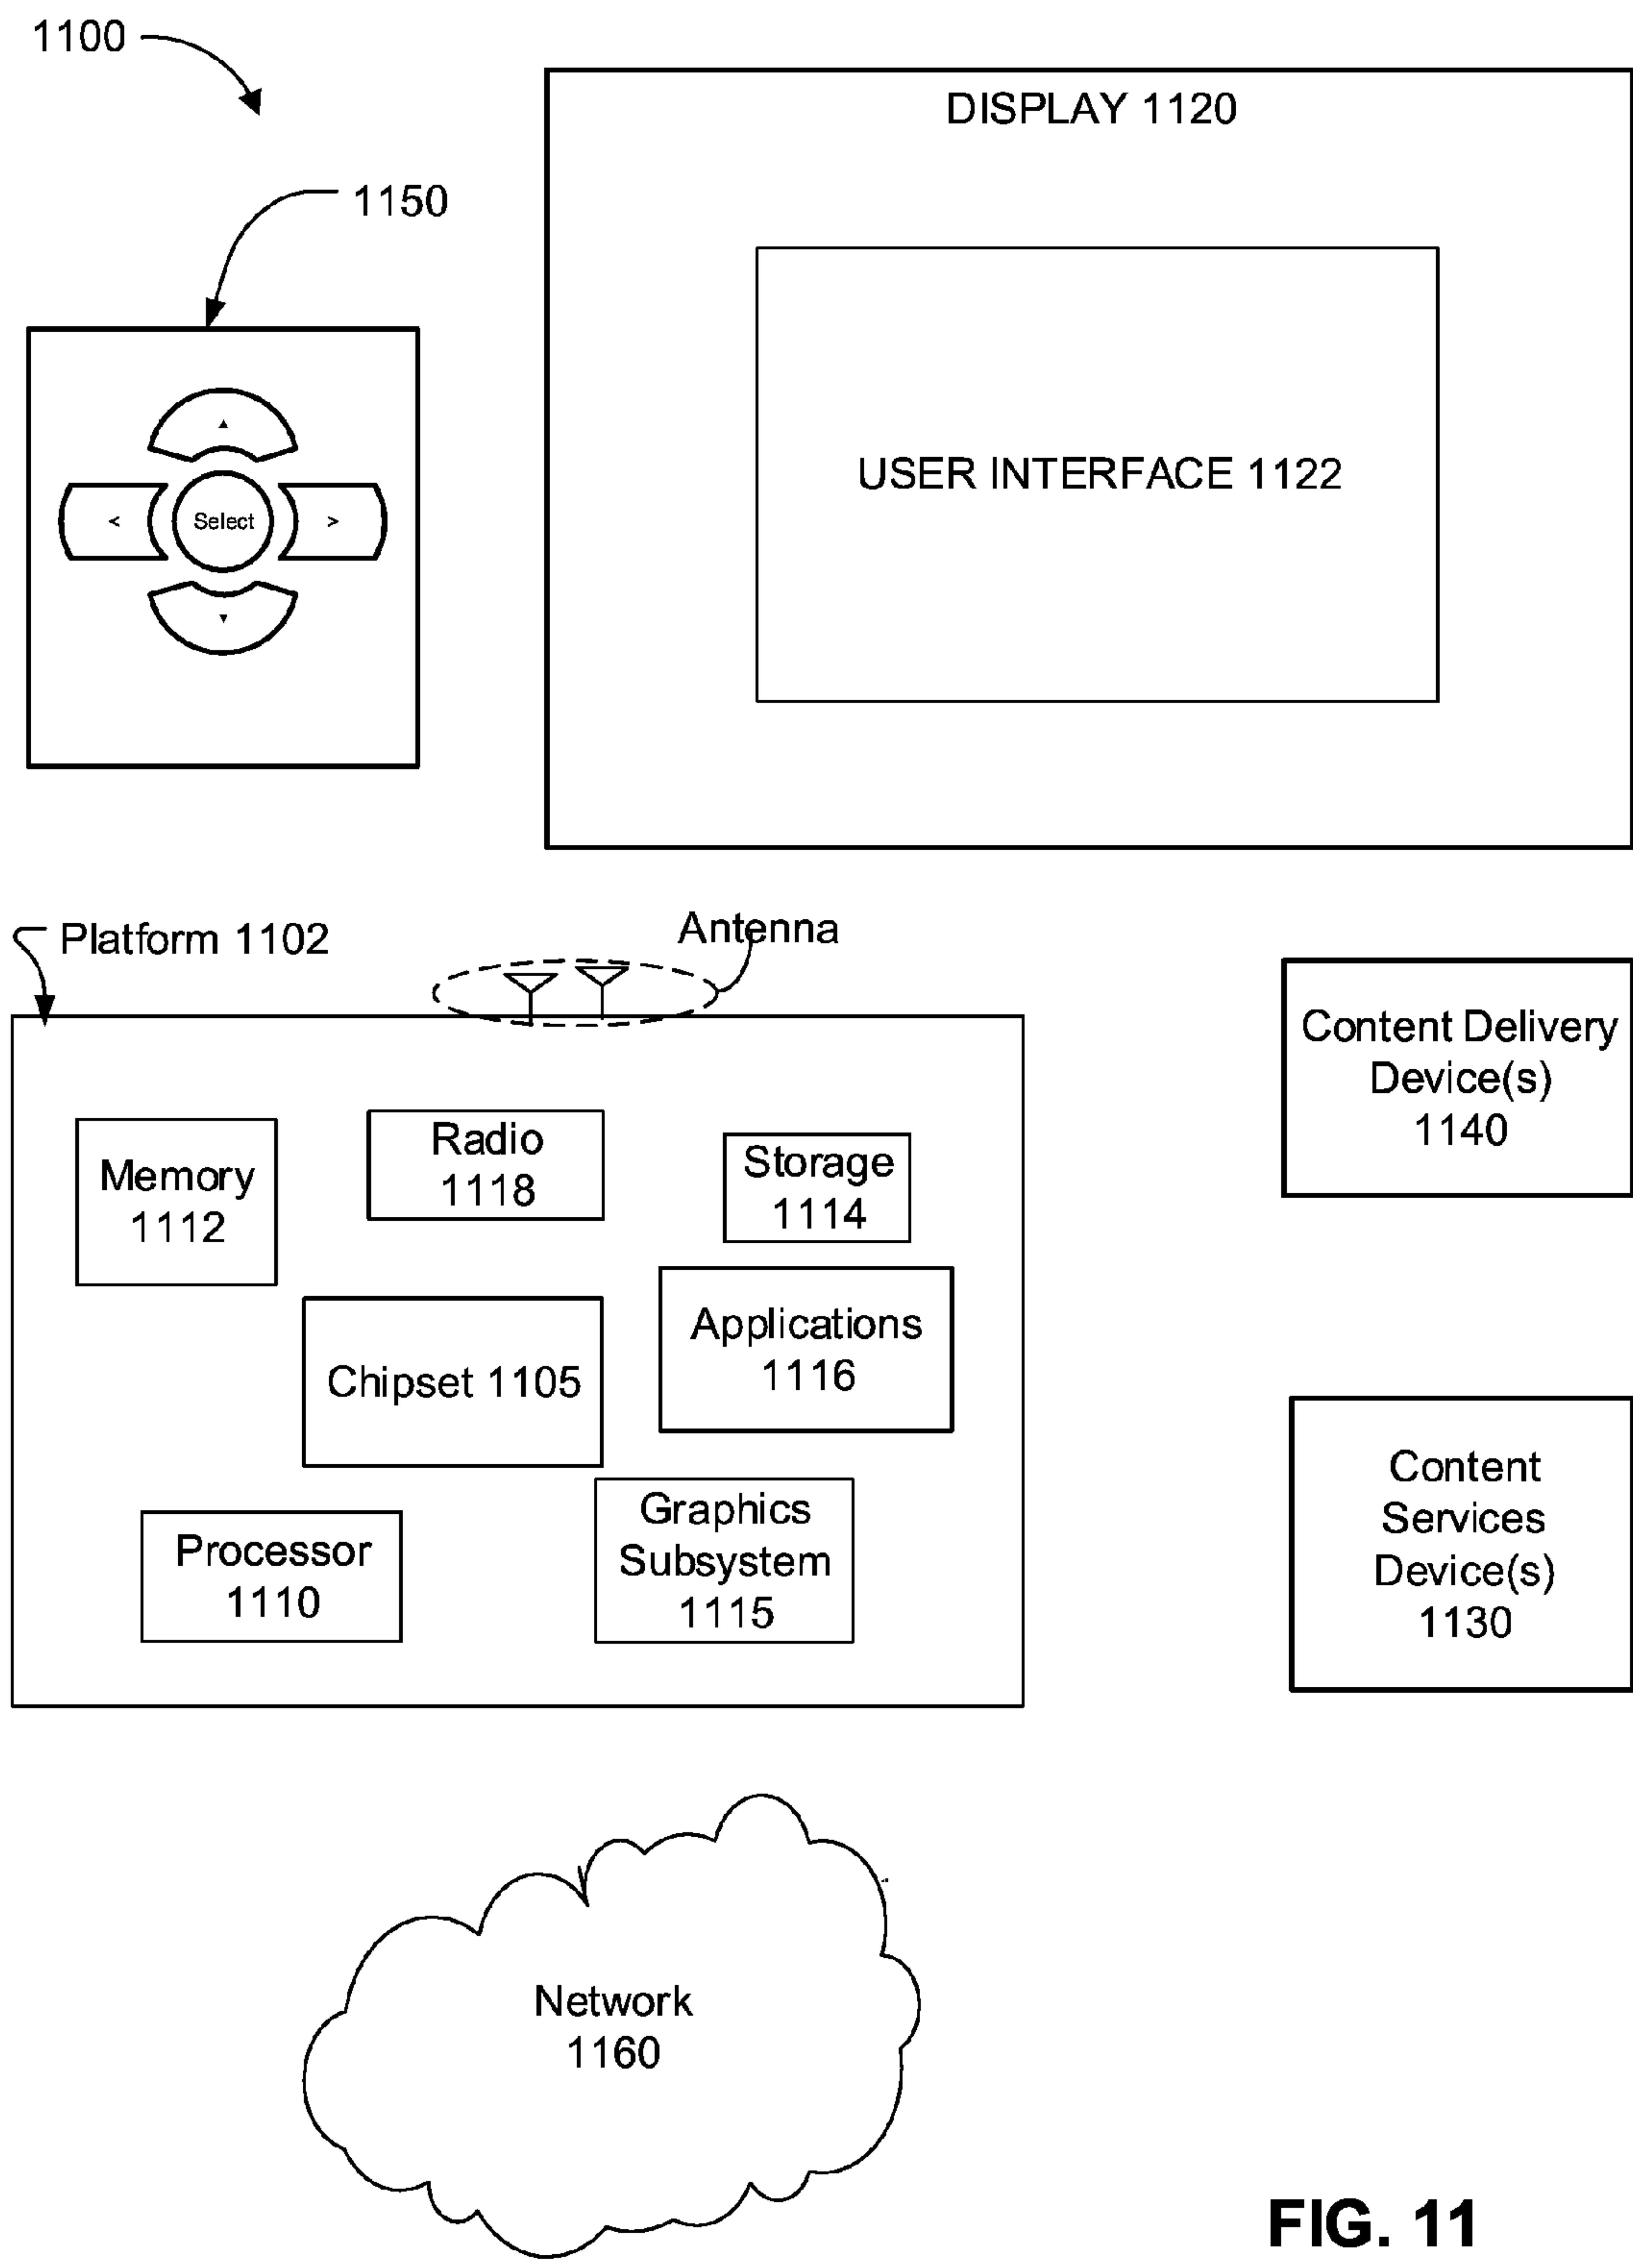 1100
DISPLAY 1120
1150
USER INTERFACE 1122
Select
<
>
Platform 1102
Antenna
Content Delivery
Device(s)
1140
Memory
1112
Radio
1118
Storage
1114
Chipset 1105
Applications
1116
Content
Services
Device(s)
1130
Processor
1110
Graphics
Subsystem
1115
Network
1160
FIG. 11